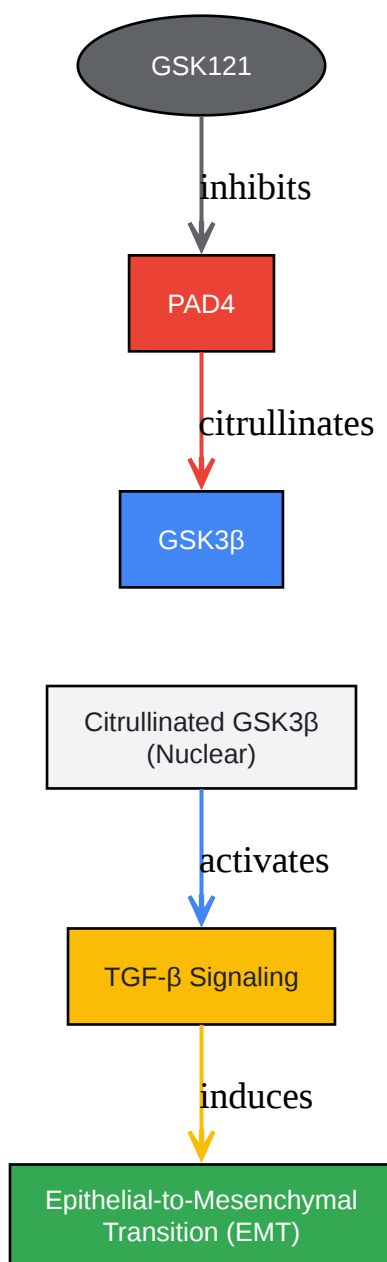 GSK121
inhibits
PAD4
citrullinates
GSK3β
Citrullinated GSK3β
(Nuclear)
activates
TGF-β Signaling
induces
Epithelial-to-Mesenchymal
Transition (EMT)